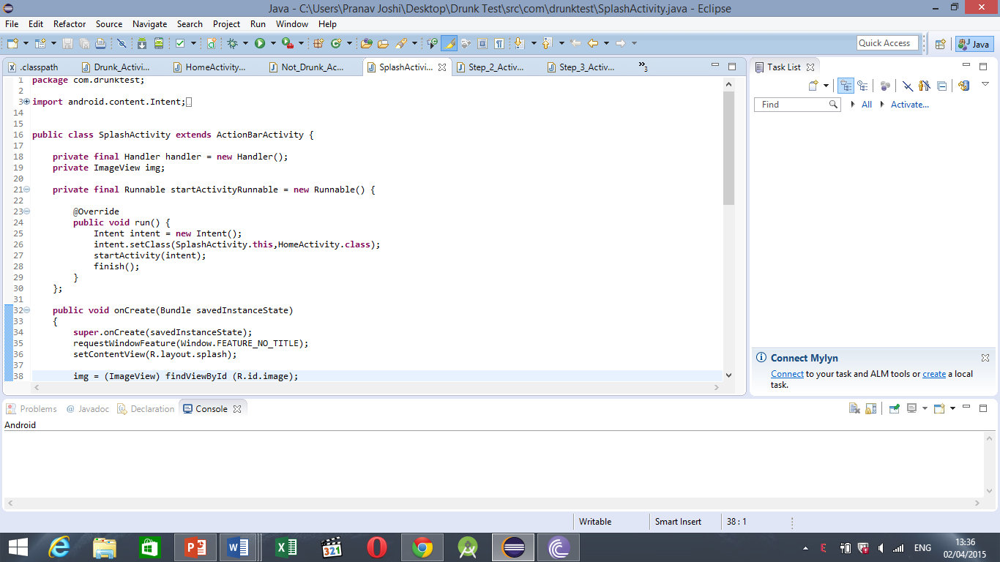 Java - C:\Users\Pranav Joshi\Desktop\Drunk Test\src\com\drunktest\SplashActivity.java - Eclipse
File Edit Refactor Source Navigate Search Project Run Window Help
Quick Access
Java
.classpath
Drunk_Activi...
HomeActivity...
Not_Drunk_Ac...
SplashActivi...
Step_2_Activ...
Step_3_Activ...
»3
1 package com.drunktest;
2
3 import android.content.Intent;
14
15
16 public class SplashActivity extends ActionBarActivity {
17
18 private final Handler handler = new Handler();
19 private ImageView img;
20
21 private final Runnable startActivityRunnable = new Runnable() {
22
23 @Override
24 public void run() {
25 Intent intent = new Intent();
26 intent.setClass(SplashActivity.this,HomeActivity.class);
27 startActivity(intent);
28 finish();
29 }
30 };
31
32 public void onCreate(Bundle savedInstanceState)
33 {
34 super.onCreate(savedInstanceState);
35 requestWindowFeature(Window.FEATURE_NO_TITLE);
36 setContentView(R.layout.splash);
37
38 img = (ImageView) findViewById (R.id.image);
Task List
Find
All
Activate...
Connect Mylyn
Connect to your task and ALM tools or create a local
task.
Problems
@ Javadoc
Declaration
Console
Android
Writable
Smart Insert
38 : 1
321
ENG
13:36
02/04/2015